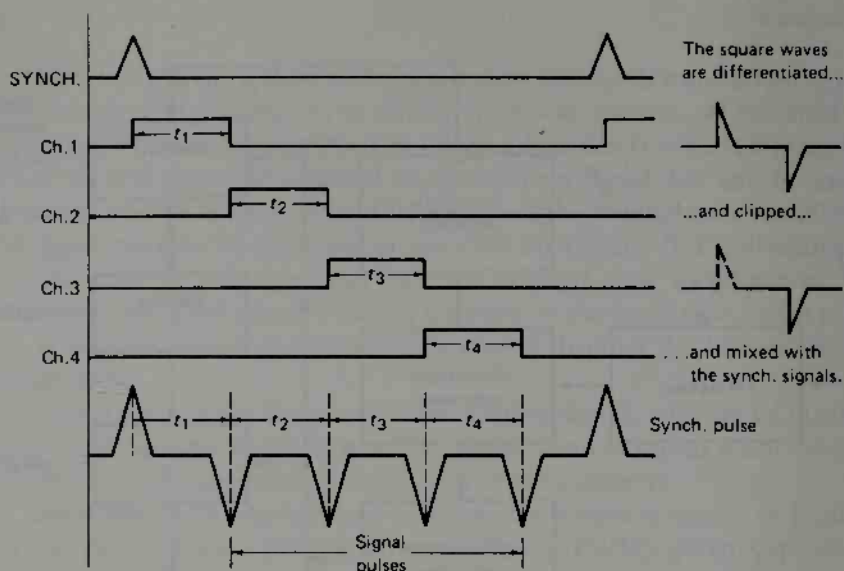 The square waves
are differentiated...
SYNCH.
Ch.1
t1
Ch.2
t2
...and clipped...
Ch.3
t3
Ch.4
t4
...and mixed with
the synch. signals.
t1 t2 t3 t4
Synch. pulse
Signal
pulses